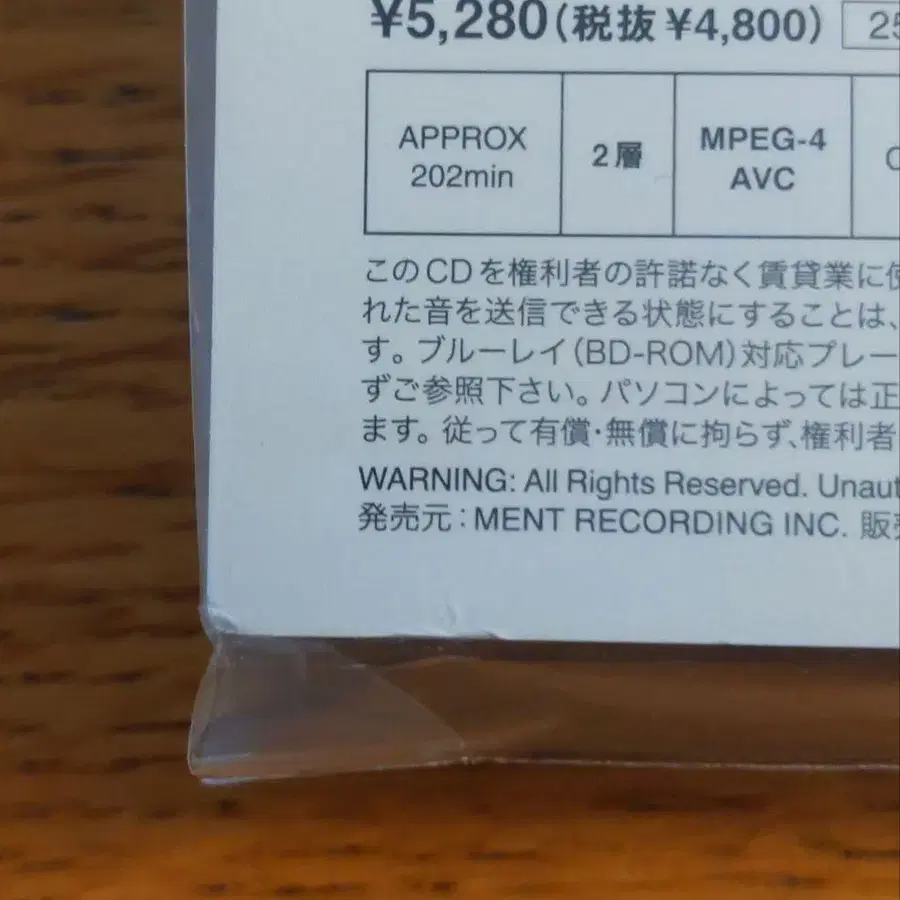 ¥5,280(税抜 ¥4,800) 25
APPROX
202min
2層
MPEG-4
AVC
このCDを権利者の許諾なく賃貸業に使
れた音を送信できる状態にすることは、
す。ブルーレイ(BD-ROM)対応プレー
ずご参照下さい。パソコンによっては正
ます。従って有償・無償に拘らず、権利者
WARNING: All Rights Reserved. Unaut
発売元:MENT RECORDING INC. 販売